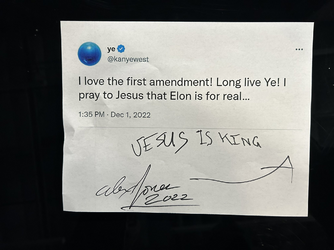 ye
@kanyewest
...
I love the first amendment! Long live Ye! I
pray to Jesus that Elon is for real...
1:35 PM · Dec 1, 2022
JESUS IS KING
Alex Jones
2022